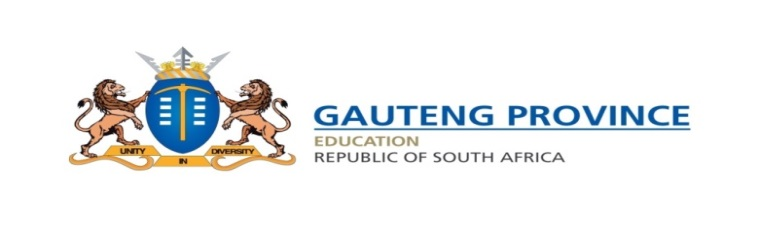 UNITY IN DIVERSITY
GAUTENG PROVINCE
EDUCATION
REPUBLIC OF SOUTH AFRICA